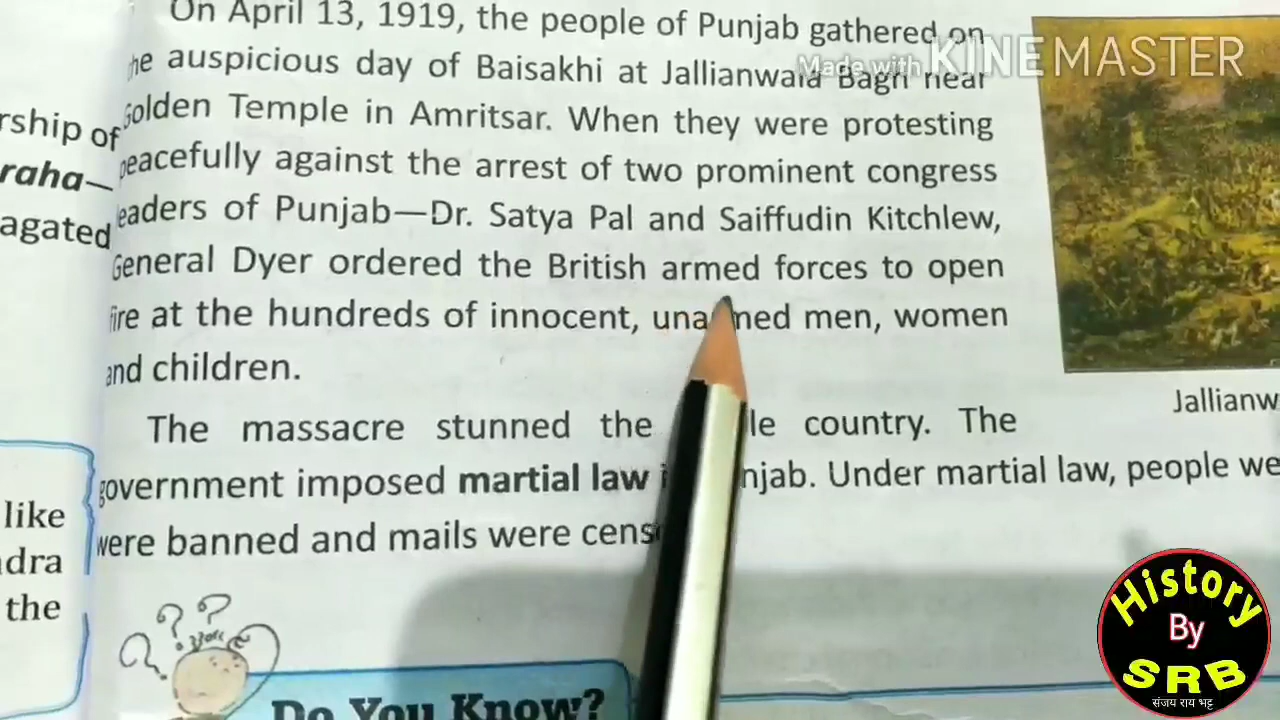 On April 13, 1919, the people of Punjab gathered on
he auspicious day of Baisakhi at Jallianwala Bagh near
Golden Temple in Amritsar. When they were protesting
peacefully against the arrest of two prominent congress
leaders of Punjab—Dr. Satya Pal and Saiffudin Kitchlew,
General Dyer ordered the British armed forces to open
fire at the hundreds of innocent, unarmed men, women
and children.
The massacre stunned the le country. The
government imposed martial law njab. Under martial law, people we
were banned and mails were cens
rship of
raha—
agated
like
dra
the
Do You Know?
Jallianw
Made with KINEMASTER
History
By
SRB
संजय राय भट्ट